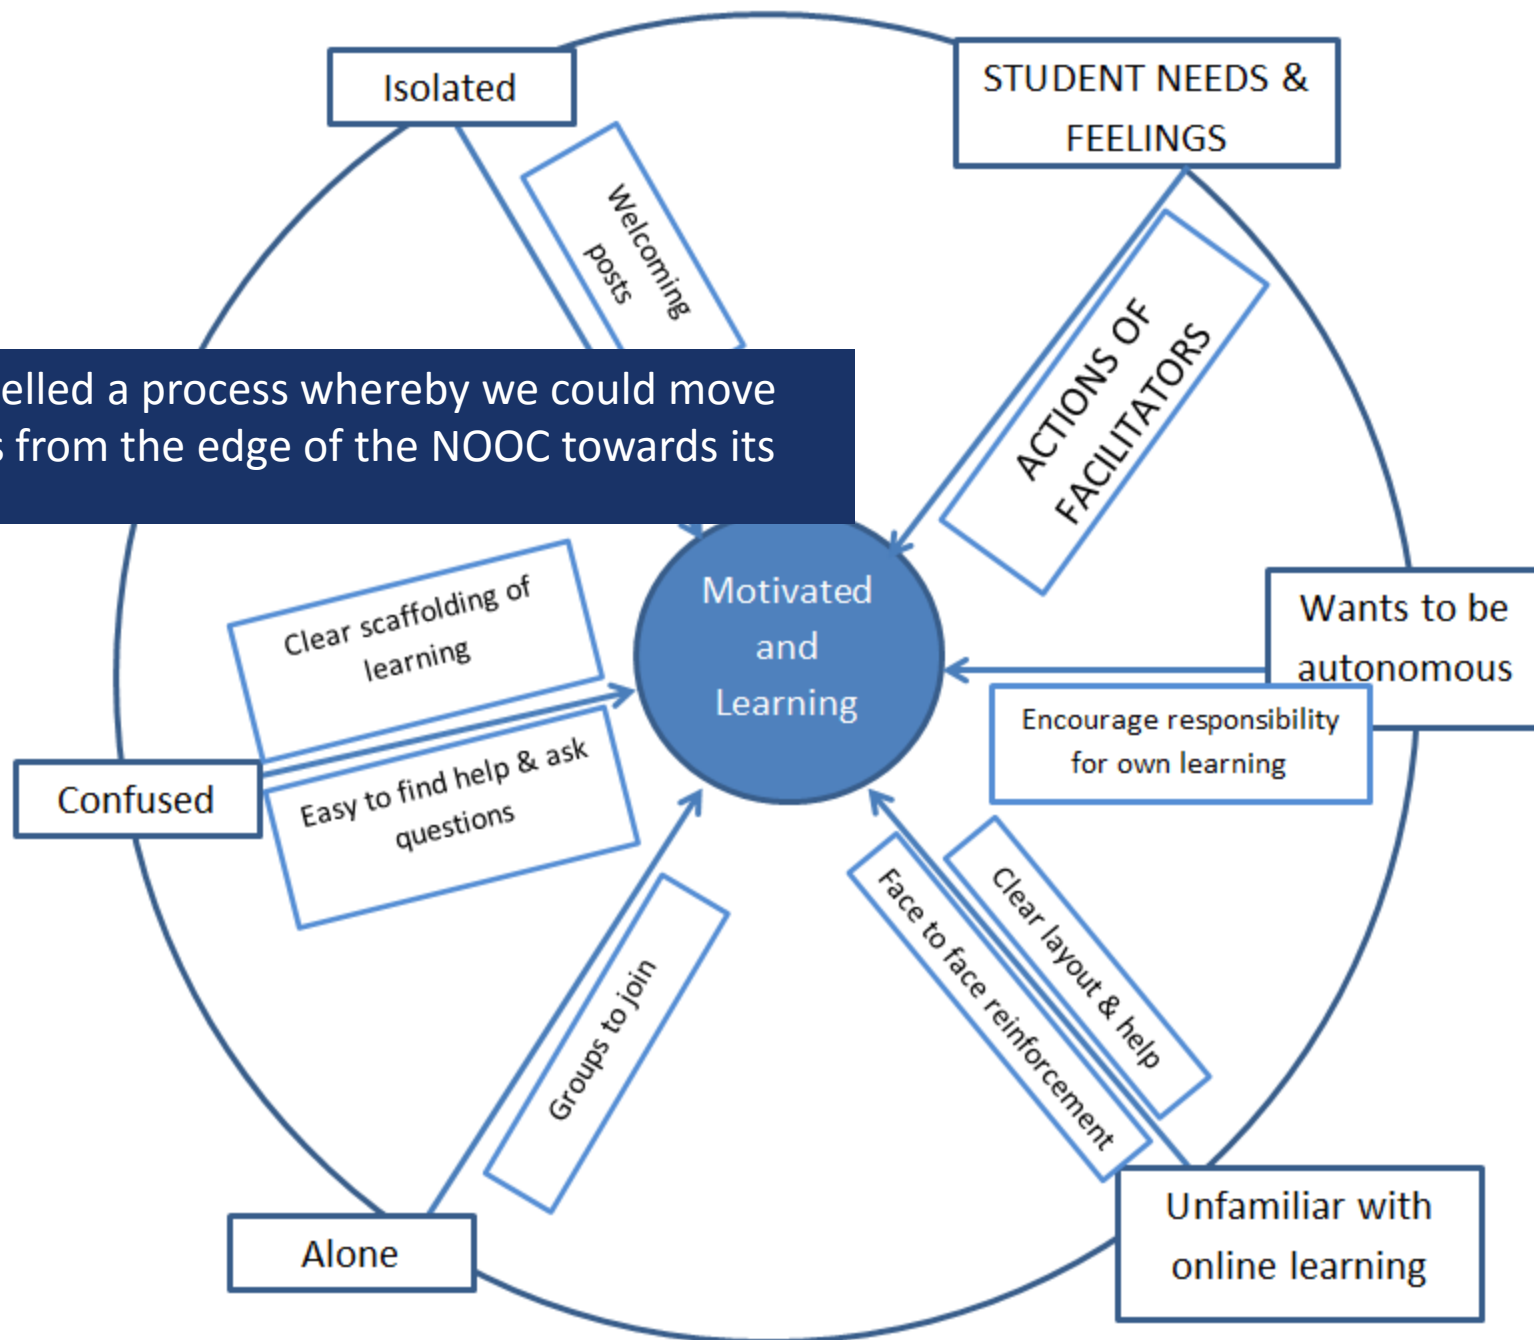 Isolated
STUDENT NEEDS &
FEELINGS
Welcoming
posts
ACTIONS OF
FACILITATORS
elled a process whereby we could move
s from the edge of the NOOC towards its
Motivated
and
Learning
Clear scaffolding of
learning
Wants to be
autonomous
Encourage responsibility
for own learning
Confused
Easy to find help & ask
questions
Groups to join
Face to face reinforcement
Clear layout & help
Alone
Unfamiliar with
online learning